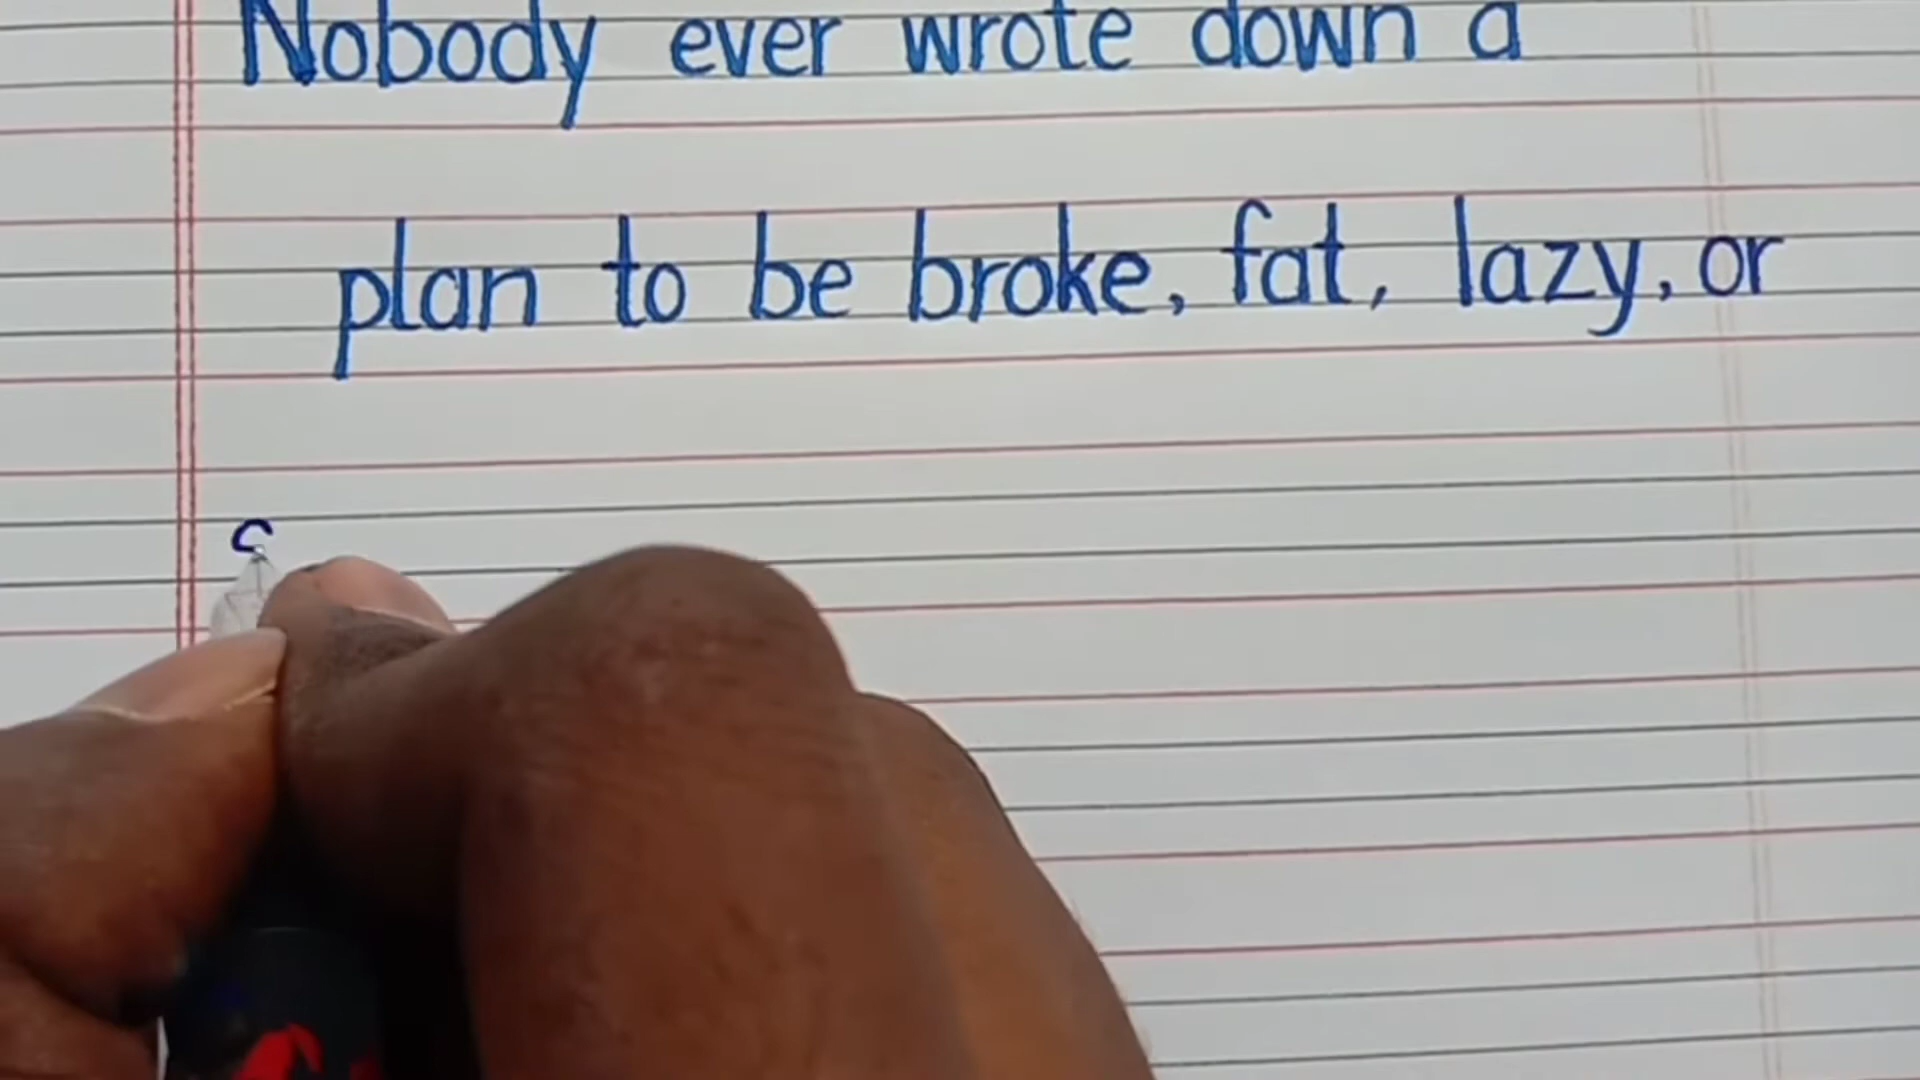 Nobody ever wrote down a
plan to be broke, fat, lazy, or
s